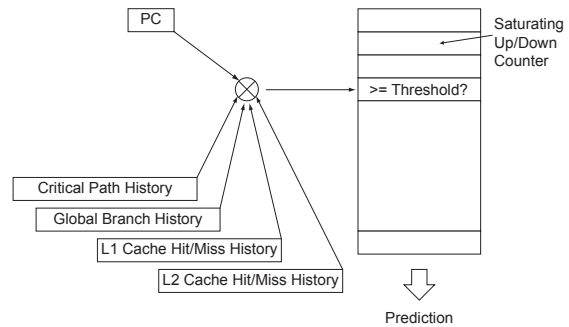 PC
Saturating
Up/Down
Counter
>= Threshold?
Critical Path History
Global Branch History
L1 Cache Hit/Miss History
L2 Cache Hit/Miss History
Prediction